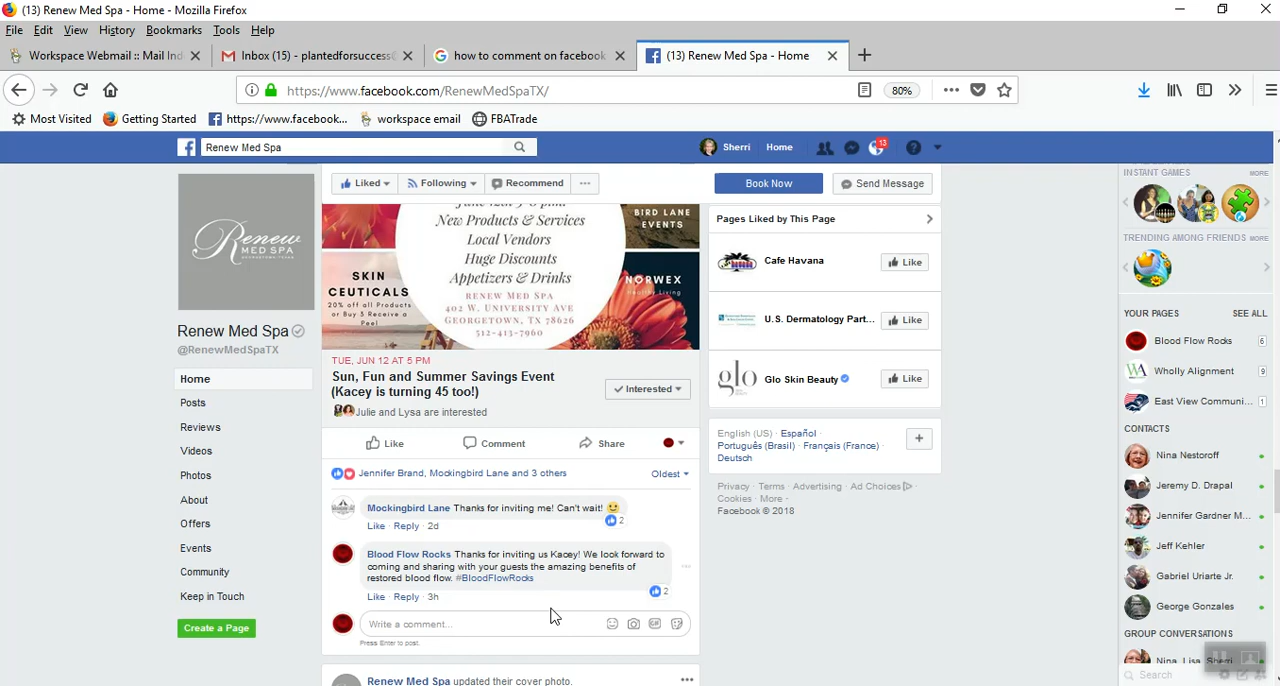 (13) Renew Med Spa - Home - Mozilla Firefox
File Edit View History Bookmarks Tools Help
Workspace Webmail :: Mail Ind
Inbox (15) - plantedforsuccess
how to comment on facebook
(13) Renew Med Spa - Home
https://www.facebook.com/RenewMedSpaTX/
80%
Most Visited
Getting Started
https://www.facebook...
workspace email
FBATrade
Renew Med Spa
Sherri
Home
13
Renew
MED SPA
Renew Med Spa
@RenewMedSpaTX
Home
Posts
Reviews
Videos
Photos
About
Offers
Events
Community
Keep in Touch
Create a Page
Liked
Following
Recommend
Book Now
Send Message
New Products & Services
Local Vendors
Huge Discounts
Appetizers & Drinks
RENEW MED SPA
402 W. UNIVERSITY AVE
GEORGETOWN, TX 78626
512-413-7960
SKIN
CEUTICALS
20% off all Products
or Buy 3 Receive a
Peel
BIRD LANE
EVENTS
NORWEX
Healthy Living
TUE, JUN 12 AT 5 PM
Sun, Fun and Summer Savings Event
(Kacey is turning 45 too!)
Interested
Julie and Lysa are interested
Like
Comment
Share
Jennifer Brand, Mockingbird Lane and 3 others
Oldest
Mockingbird Lane Thanks for inviting me! Can't wait!
2
Like · Reply · 2d
Blood Flow Rocks Thanks for inviting us Kacey! We look forward to
coming and sharing with your guests the amazing benefits of
restored blood flow. #BloodFlowRocks
2
Like · Reply · 3h
Write a comment...
GIF
Press Enter to post.
Renew Med Spa updated their cover photo.
Pages Liked by This Page
Cafe Havana
Like
U.S. Dermatology Part...
Like
glo
Glo Skin Beauty
Like
English (US) · Español ·
Português (Brasil) · Français (France) ·
Deutsch
Privacy · Terms · Advertising · Ad Choices ·
Cookies · More ·
Facebook © 2018
INSTANT GAMES
MORE
TRENDING AMONG FRIENDS
MORE
YOUR PAGES
SEE ALL
Blood Flow Rocks
6
Wholly Alignment
9
East View Communi...
1
CONTACTS
Nina Nestoroff
Jeremy D. Drapal
Jennifer Gardner M...
Jeff Kehler
Gabriel Uriarte Jr.
George Gonzales
GROUP CONVERSATIONS
Nina, Lisa, Sherri
Search